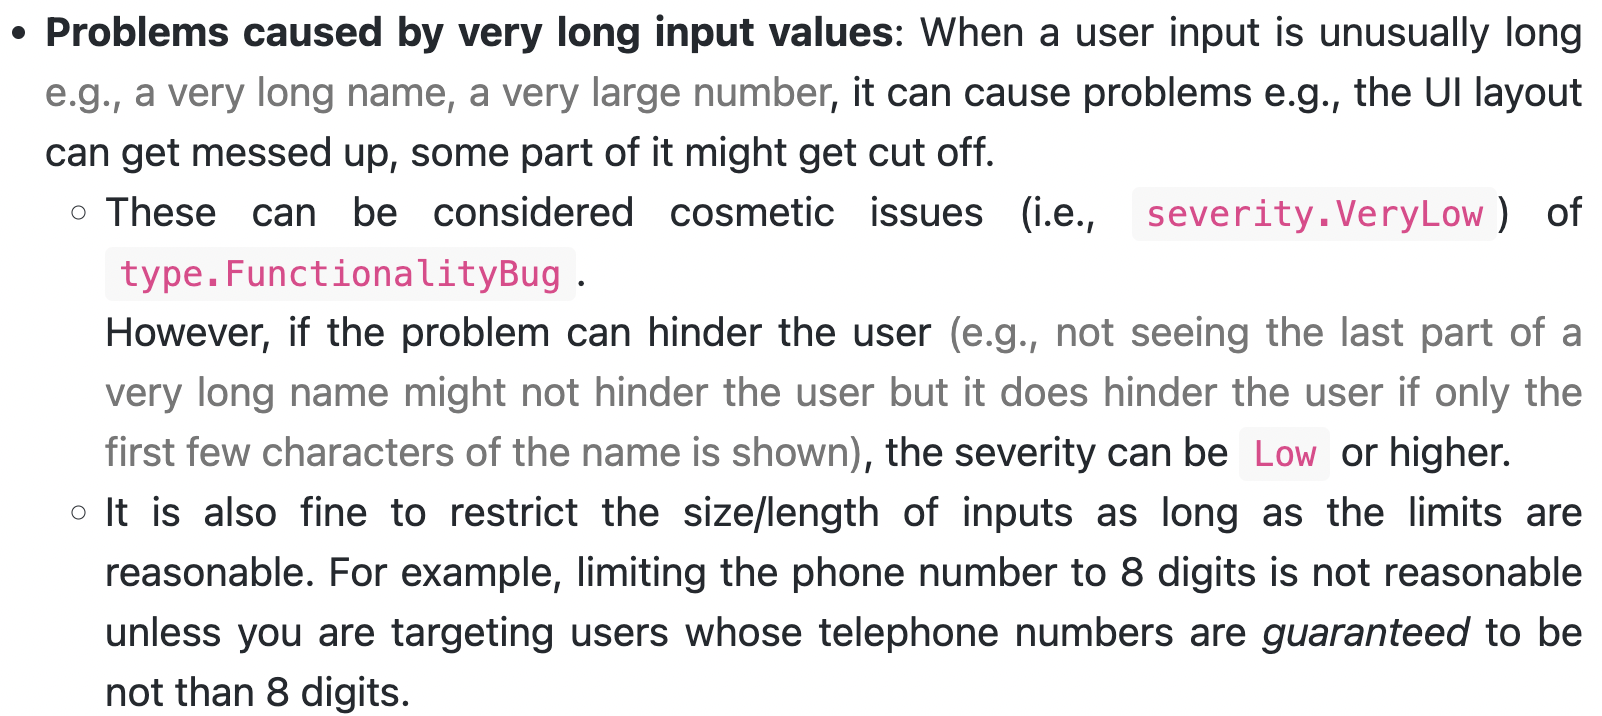 • Problems caused by very long input values: When a user input is unusually long
e.g., a very long name, a very large number, it can cause problems e.g., the UI layout
can get messed up, some part of it might get cut off.
◦ These can be considered cosmetic issues (i.e., severity.VeryLow) of
type.FunctionalityBug.
However, if the problem can hinder the user (e.g., not seeing the last part of a
very long name might not hinder the user but it does hinder the user if only the
first few characters of the name is shown), the severity can be Low or higher.
◦ It is also fine to restrict the size/length of inputs as long as the limits are
reasonable. For example, limiting the phone number to 8 digits is not reasonable
unless you are targeting users whose telephone numbers are guaranteed to be
not than 8 digits.